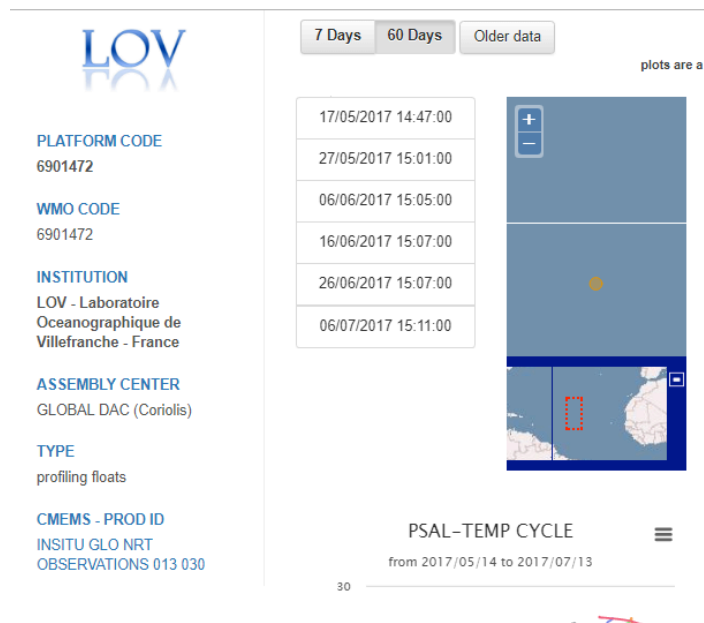 LOV
7 Days
60 Days
Older data
plots are a
PLATFORM CODE
6901472
WMO CODE
6901472
INSTITUTION
LOV - Laboratoire
Oceanographique de
Villefranche - France
ASSEMBLY CENTER
GLOBAL DAC (Coriolis)
TYPE
profiling floats
CMEMS - PROD ID
INSITU GLO NRT
OBSERVATIONS 013 030
17/05/2017 14:47:00
27/05/2017 15:01:00
06/06/2017 15:05:00
16/06/2017 15:07:00
26/06/2017 15:07:00
06/07/2017 15:11:00
+
−
PSAL-TEMP CYCLE
from 2017/05/14 to 2017/07/13
30